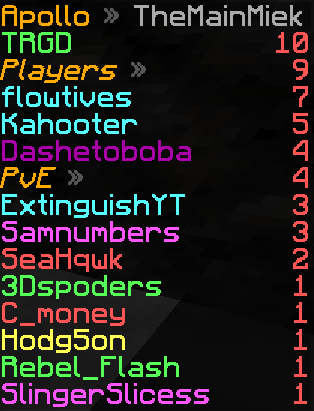 Apollo » TheMainMiek
TRGD 10
Players » 9
flowtives 7
Kahooter 5
Dashetoboba 4
PvE » 4
ExtinguishYT 3
Samnumbers 3
SeaHqwk 2
3Dspoders 1
C_money 1
Hodg5on 1
Rebel_Flash 1
SlingerSlicess 1